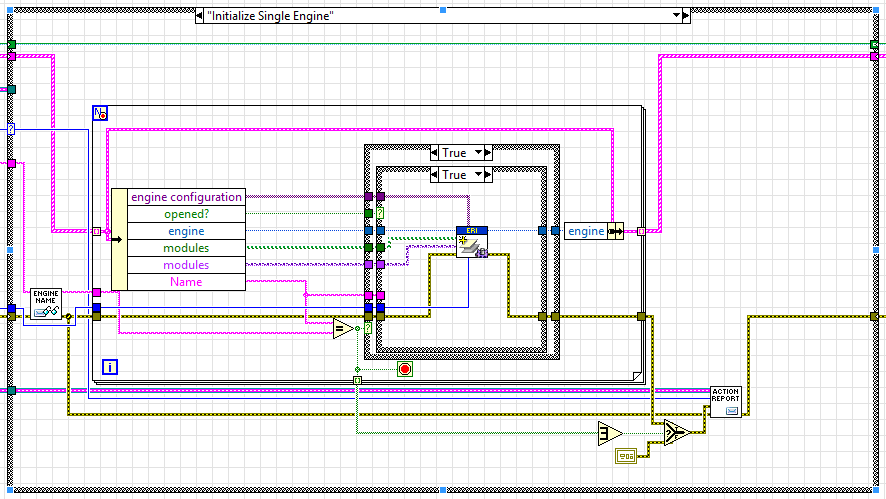 "Initialize Single Engine"
N
True
True
engine configuration
opened?
engine
modules
modules
Name
ERI
engine
ENGINE
NAME
?
?
?
=
i
ACTION
REPORT
?
T
F